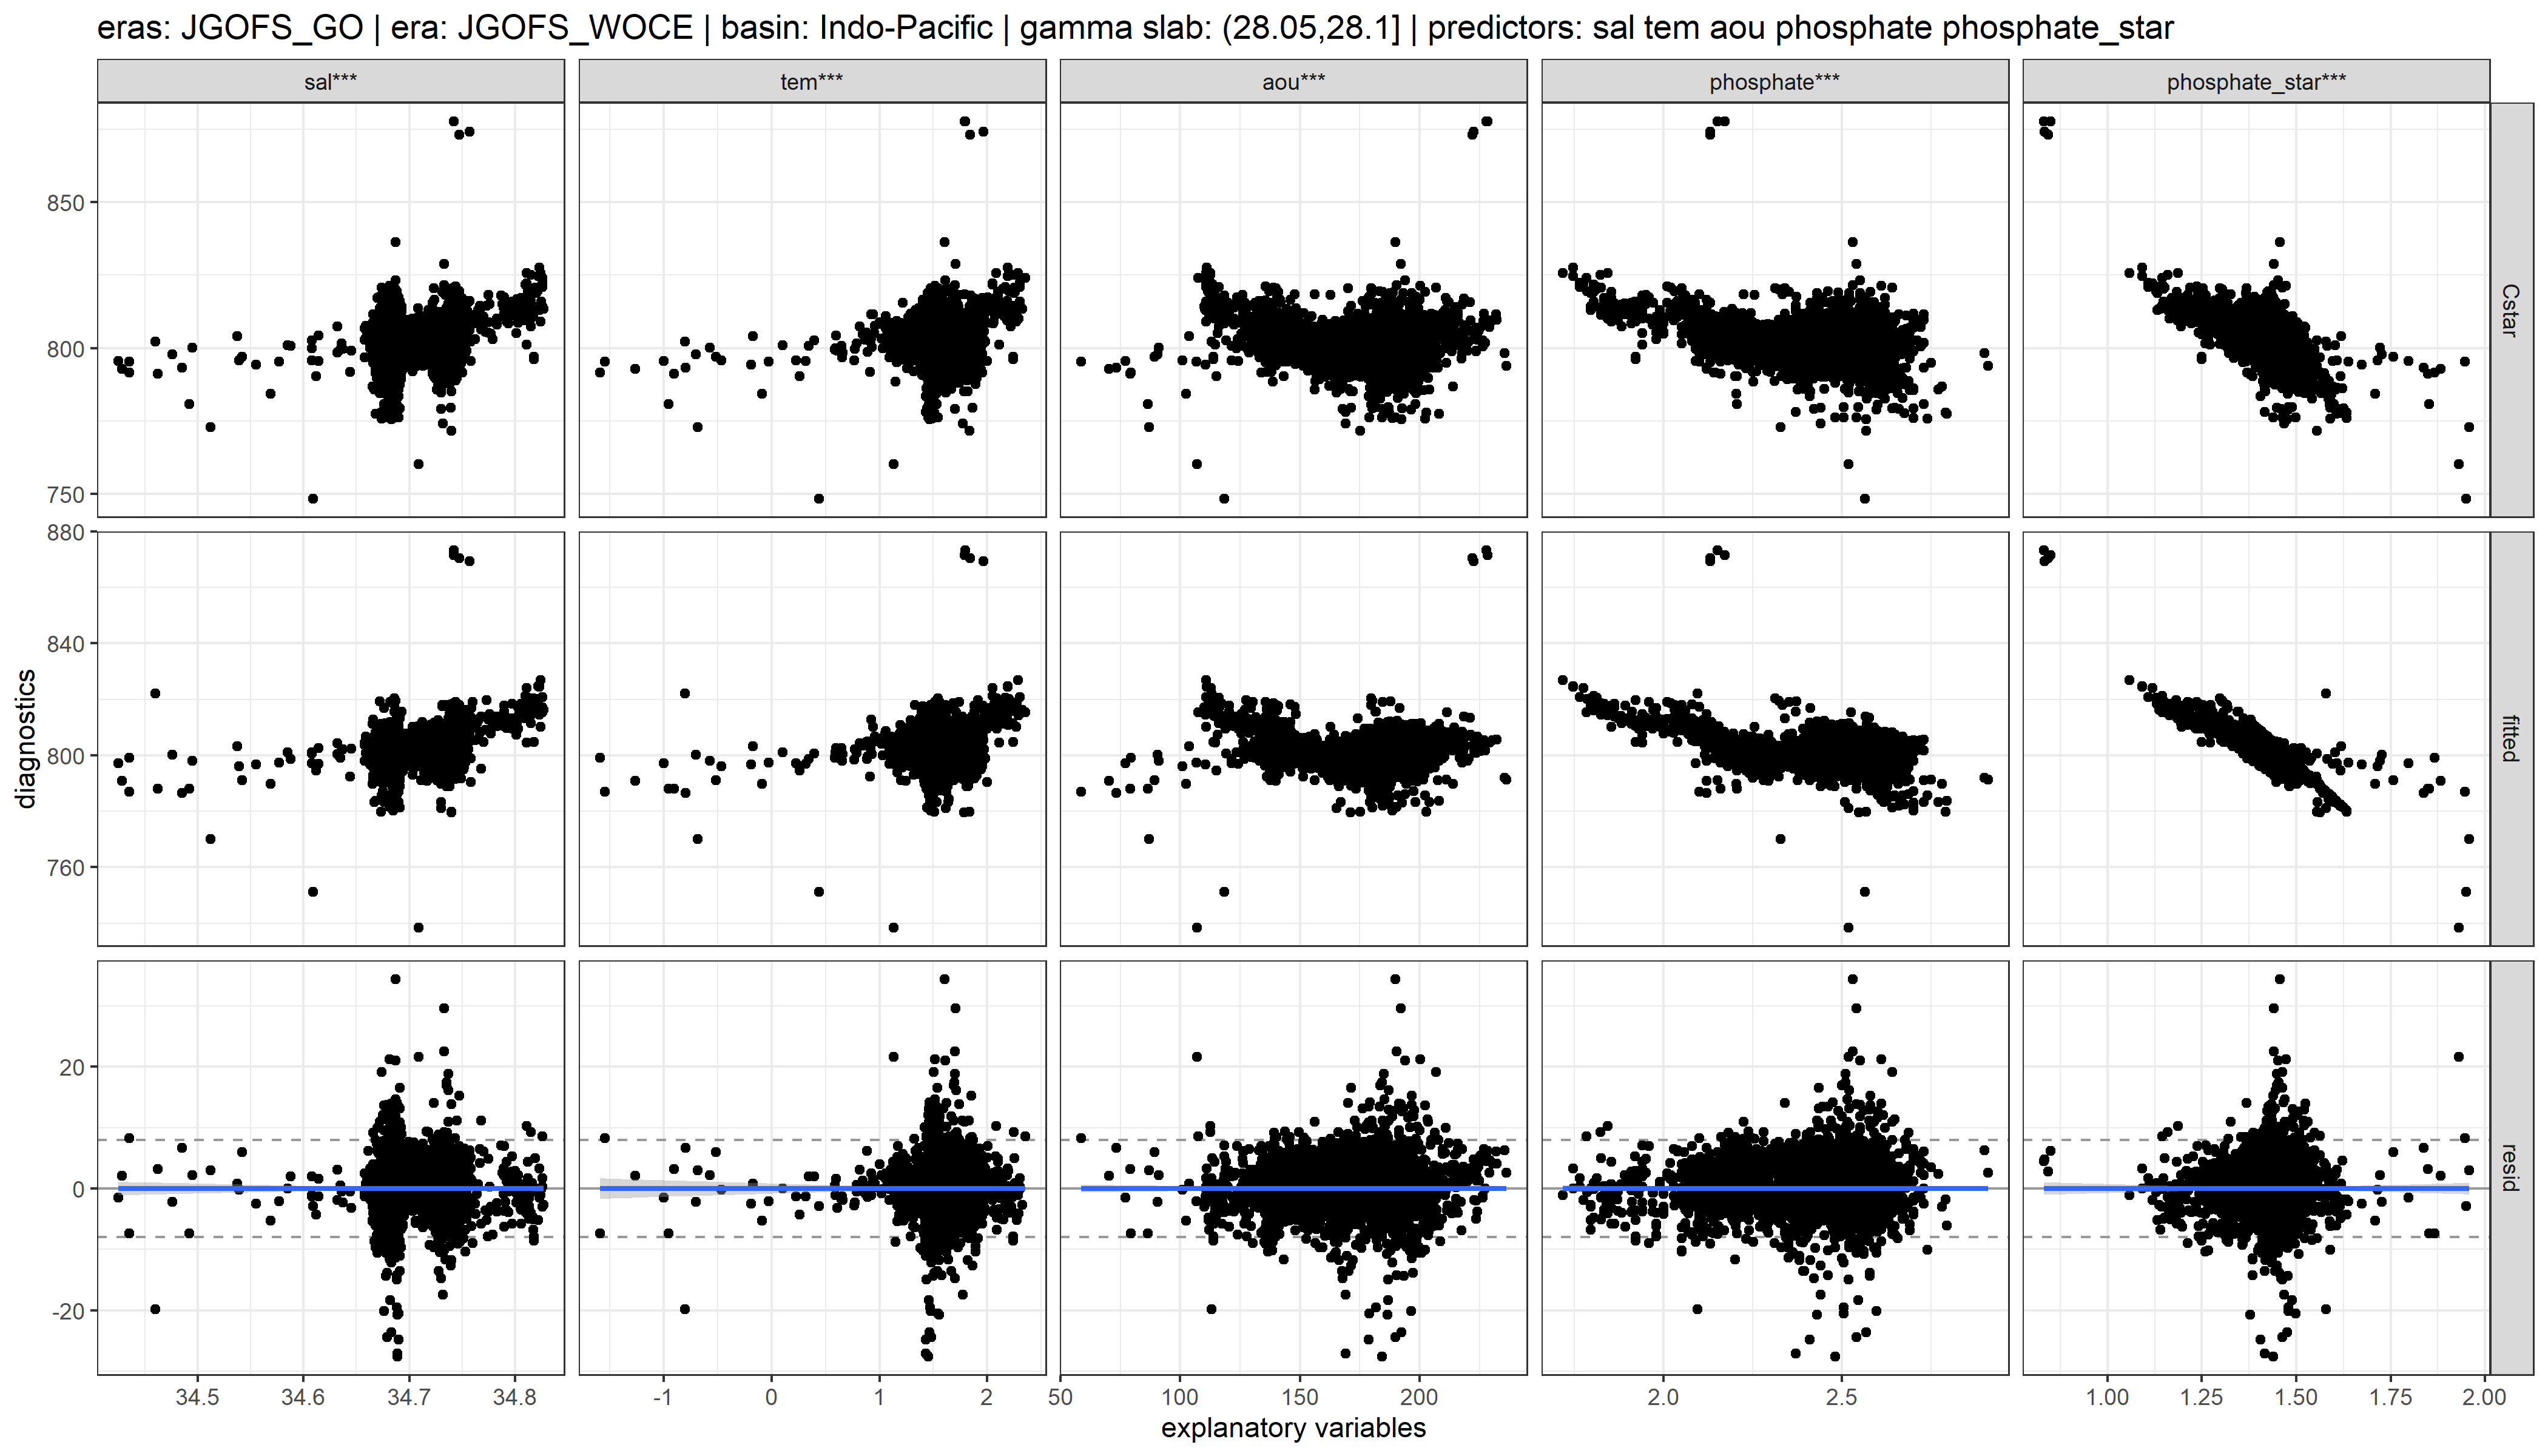 eras: JGOFS_GO | era: JGOFS_WOCE | basin: Indo-Pacific | gamma slab: (28.05,28.1] | predictors: sal tem aou phosphate phosphate_star
sal*** tem*** aou*** phosphate*** phosphate_star***
850
800
750
Cstar
880
840
800
760
fitted
diagnostics
20
0
-20
resid
34.5 34.6 34.7 34.8 -1 0 1 2 50 100 150 200 2.0 2.5 1.00 1.25 1.50 1.75 2.00
explanatory variables